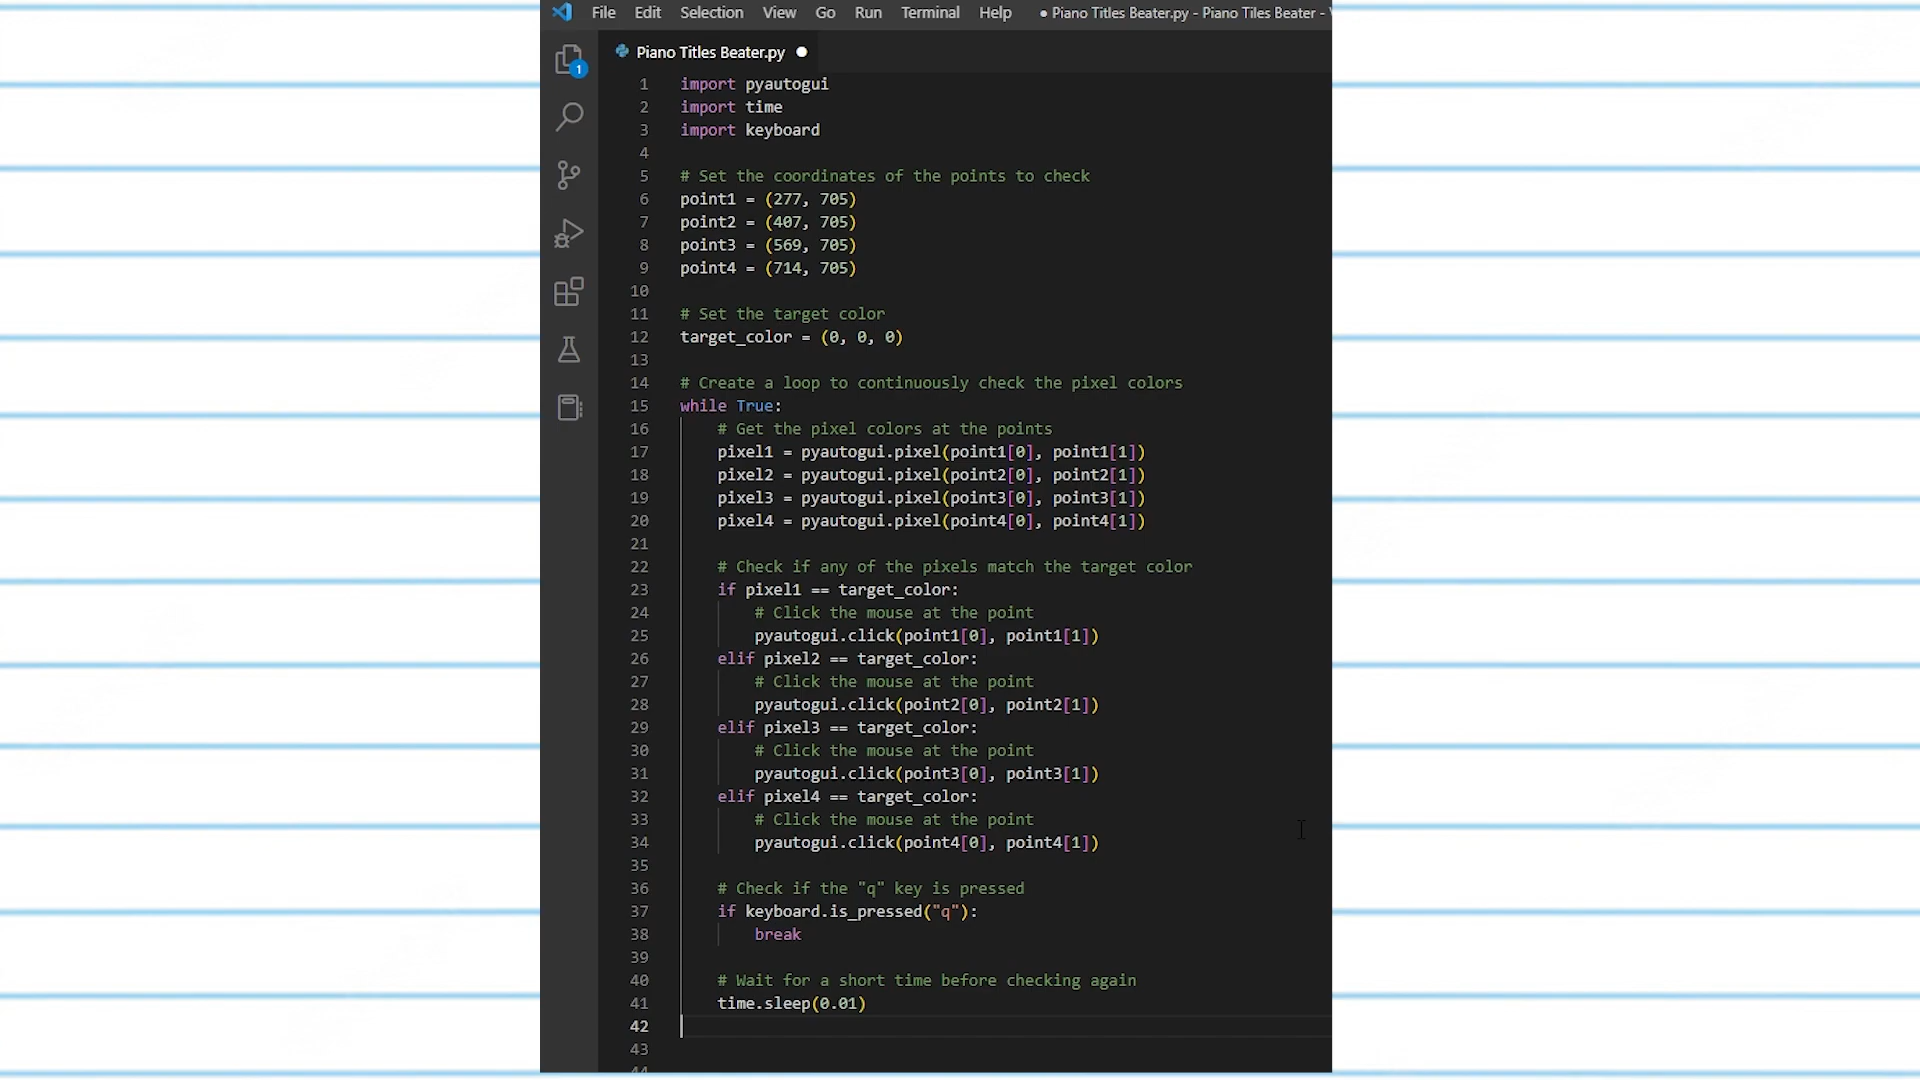 File Edit Selection View Go Run Terminal Help ● Piano Titles Beater.py - Piano Tiles Beater -
Piano Titles Beater.py ●
1
1 import pyautogui
2 import time
3 import keyboard
4
5 # Set the coordinates of the points to check
6 point1 = (277, 705)
7 point2 = (407, 705)
8 point3 = (569, 705)
9 point4 = (714, 705)
10
11 # Set the target color
12 target_color = (0, 0, 0)
13
14 # Create a loop to continuously check the pixel colors
15 while True:
16     # Get the pixel colors at the points
17     pixel1 = pyautogui.pixel(point1[0], point1[1])
18     pixel2 = pyautogui.pixel(point2[0], point2[1])
19     pixel3 = pyautogui.pixel(point3[0], point3[1])
20     pixel4 = pyautogui.pixel(point4[0], point4[1])
21
22     # Check if any of the pixels match the target color
23     if pixel1 == target_color:
24         # Click the mouse at the point
25         pyautogui.click(point1[0], point1[1])
26     elif pixel2 == target_color:
27         # Click the mouse at the point
28         pyautogui.click(point2[0], point2[1])
29     elif pixel3 == target_color:
30         # Click the mouse at the point
31         pyautogui.click(point3[0], point3[1])
32     elif pixel4 == target_color:
33         # Click the mouse at the point
34         pyautogui.click(point4[0], point4[1])
35
36     # Check if the "q" key is pressed
37     if keyboard.is_pressed("q"):
38         break
39
40     # Wait for a short time before checking again
41     time.sleep(0.01)
42
43